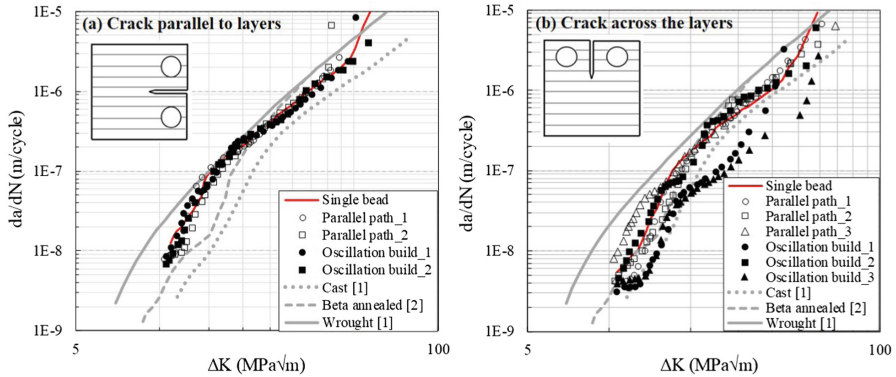 (a) Crack parallel to layers
1E-5
1E-6
1E-7
1E-8
1E-9
da/dN (m/cycle)
Single bead
Parallel path_1
Parallel path_2
Oscillation build_1
Oscillation build_2
Cast [1]
Beta annealed [2]
Wrought [1]
5
100
ΔK (MPa√m)
(b) Crack across the layers
1E-5
1E-6
1E-7
1E-8
1E-9
da/dN (m/cycle)
Single bead
Parallel path_1
Parallel path_2
Parallel path_3
Oscillation build_1
Oscillation build_2
Oscillation build_3
Cast [1]
Beta annealed [2]
Wrought [1]
5
100
ΔK (MPa√m)